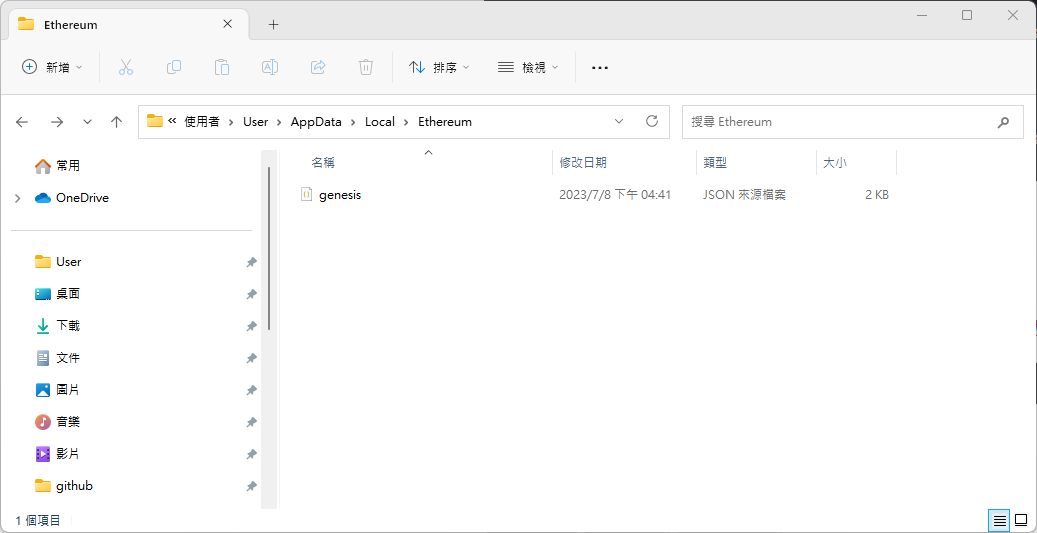 Ethereum
新增
排序
檢視
« 使用者 › User › AppData › Local › Ethereum
搜尋 Ethereum
常用
OneDrive
User
桌面
下載
文件
圖片
音樂
影片
github
名稱 修改日期 類型 大小
genesis 2023/7/8 下午 04:41 JSON 來源檔案 2 KB
1 個項目